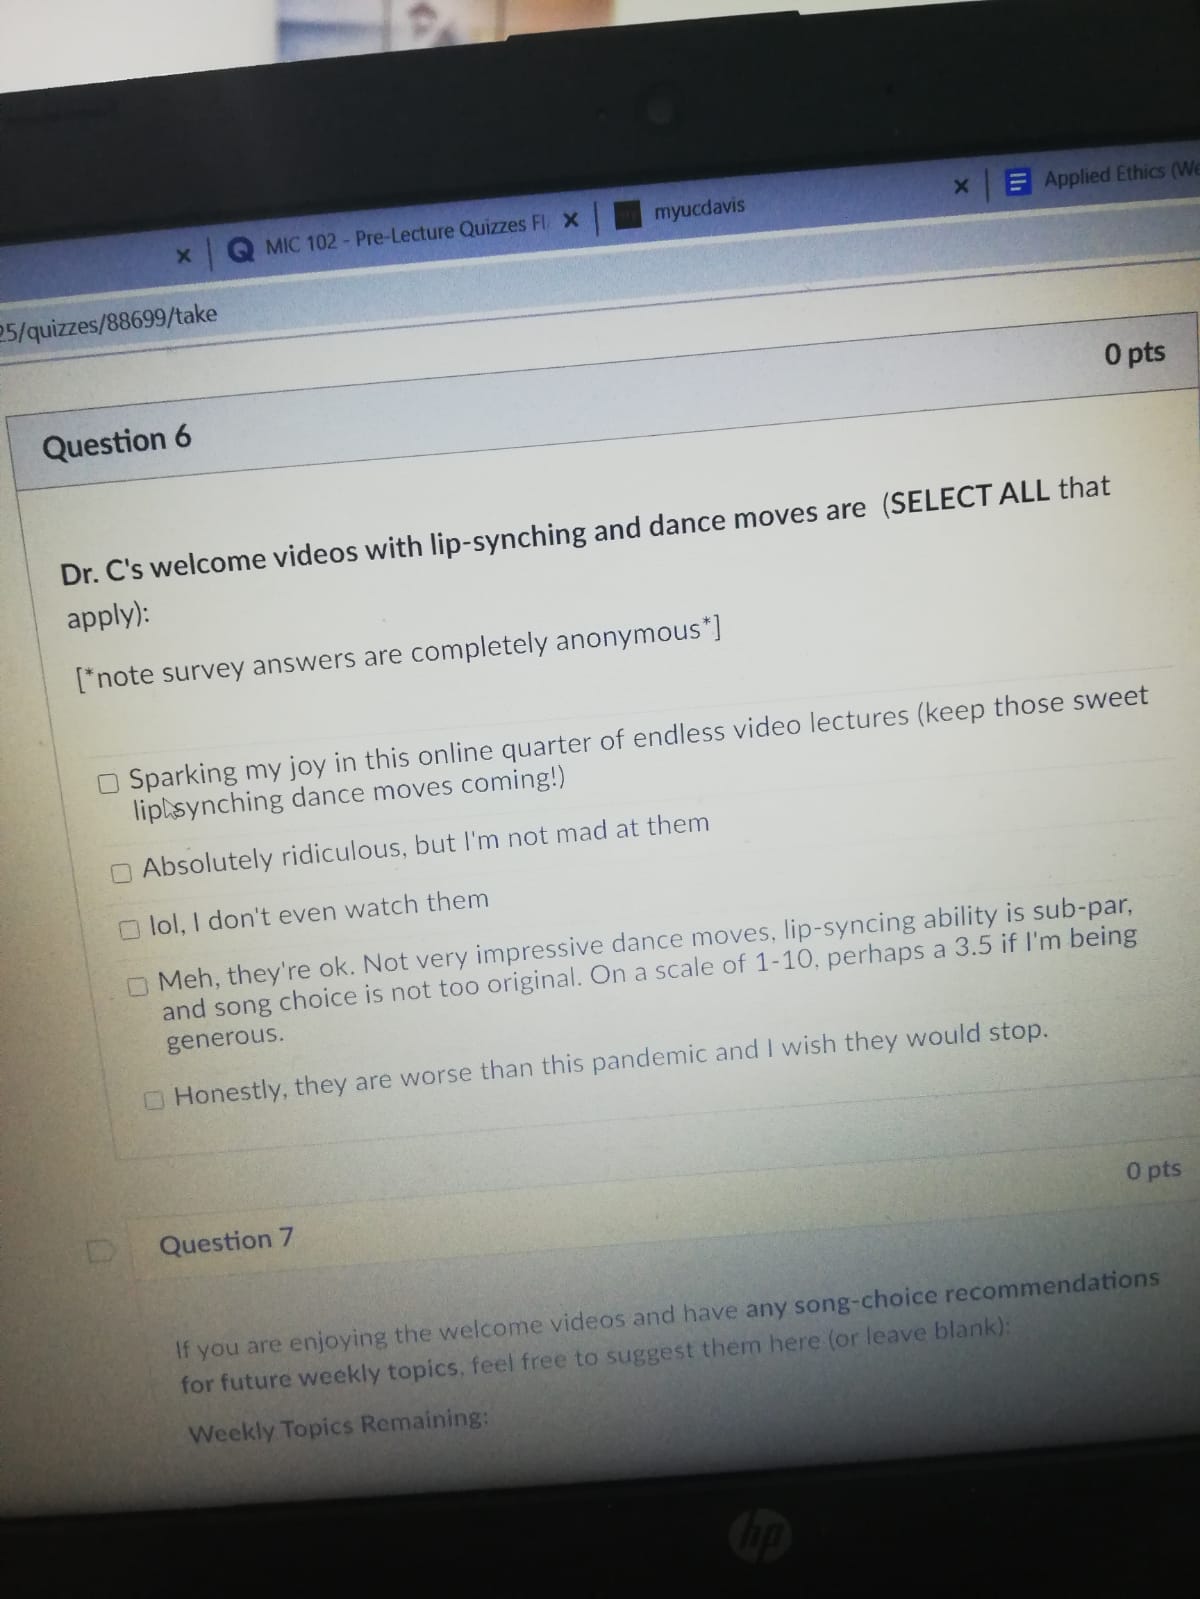 MIC 102 - Pre-Lecture Quizzes Fl
myucdavis
Applied Ethics (We
25/quizzes/88699/take
Question 6
0 pts
Dr. C's welcome videos with lip-synching and dance moves are (SELECT ALL that
apply):
[*note survey answers are completely anonymous*]
Sparking my joy in this online quarter of endless video lectures (keep those sweet
lip-synching dance moves coming!)
Absolutely ridiculous, but I'm not mad at them
lol, I don't even watch them
Meh, they're ok. Not very impressive dance moves, lip-syncing ability is sub-par,
and song choice is not too original. On a scale of 1-10, perhaps a 3.5 if I'm being
generous.
Honestly, they are worse than this pandemic and I wish they would stop.
Question 7
0 pts
If you are enjoying the welcome videos and have any song-choice recommendations
for future weekly topics, feel free to suggest them here (or leave blank):
Weekly Topics Remaining:
hp